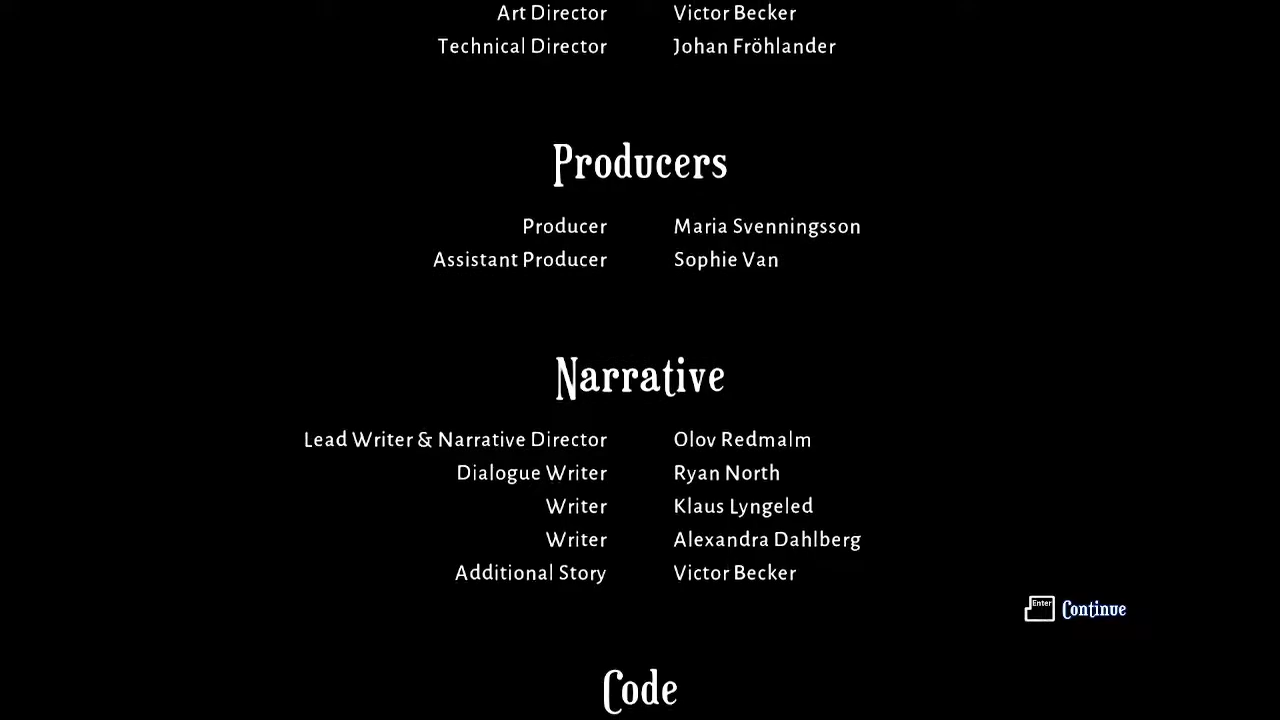 Art Director Victor Becker
Technical Director Johan Fröhlander
Producers
Producer Maria Svenningsson
Assistant Producer Sophie Van
Narrative
Lead Writer & Narrative Director Olov Redmalm
Dialogue Writer Ryan North
Writer Klaus Lyngeled
Writer Alexandra Dahlberg
Additional Story Victor Becker
Enter Continue
Code